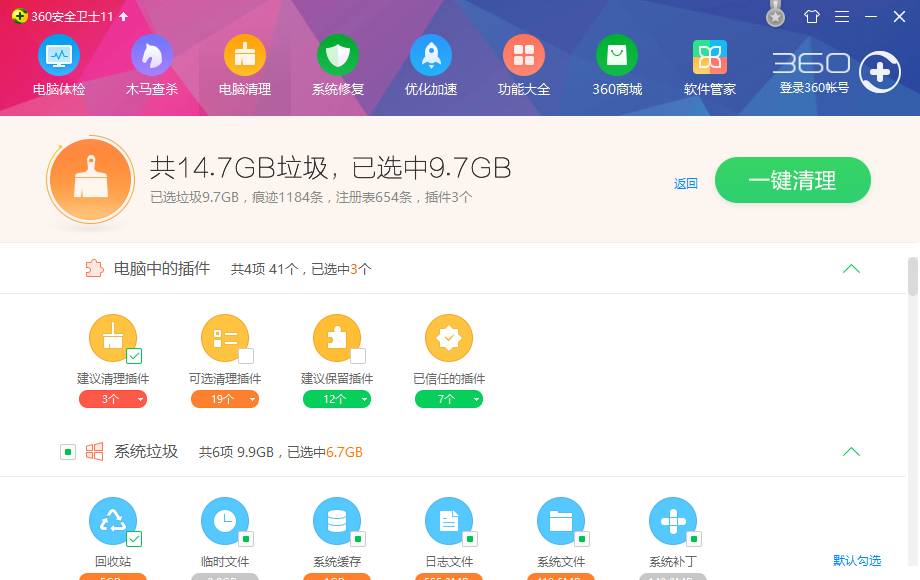 360安全卫士11
电脑体检 木马查杀 电脑清理 系统修复 优化加速 功能大全 360商城 软件管家
360
登录360帐号
共14.7GB垃圾，已选中9.7GB
已选垃圾9.7GB，痕迹1184条，注册表654条，插件3个
返回
一键清理
电脑中的插件 共4项 41个，已选中3个
建议清理插件 可选清理插件 建议保留插件 已信任的插件
3个 19个 12个 7个
系统垃圾 共6项 9.9GB，已选中6.7GB
回收站 临时文件 系统缓存 日志文件 系统文件 系统补丁
默认勾选